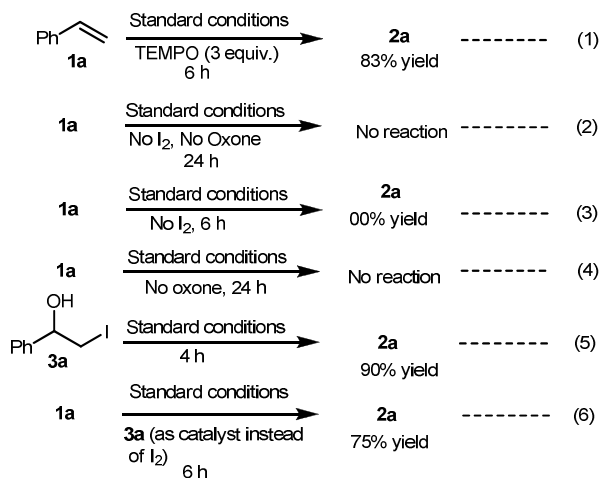 Standard conditions
Ph
1a
TEMPO (3 equiv.)
6 h
2a
83% yield
(1)
1a
Standard conditions
No I2, No Oxone
24 h
No reaction
(2)
1a
Standard conditions
No I2, 6 h
2a
00% yield
(3)
1a
Standard conditions
No oxone, 24 h
No reaction
(4)
OH
Ph
I
3a
Standard conditions
4 h
2a
90% yield
(5)
1a
Standard conditions
3a (as catalyst instead
of I2)
6 h
2a
75% yield
(6)